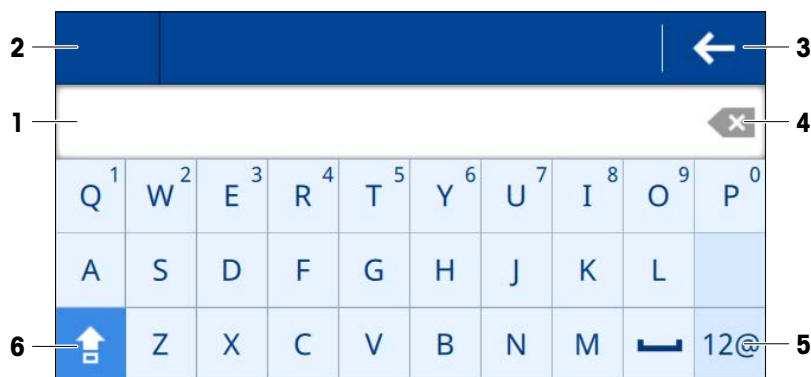 2 3
1 4
Q 1 W 2 E 3 R 4 T 5 Y 6 U 7 I 8 O 9 P 0
A S D F G H J K L
6 Z X C V B N M 12@ 5